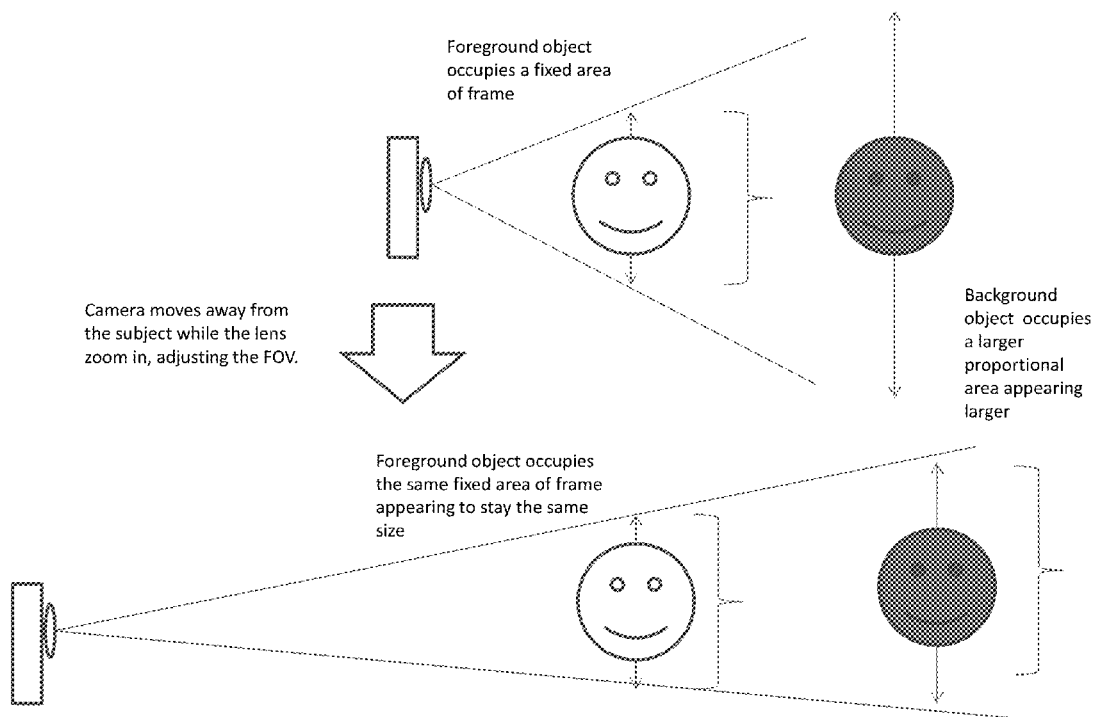 Foreground object
occupies a fixed area
of frame
Camera moves away from
the subject while the lens
zoom in, adjusting the FOV.
Background
object occupies
a larger
proportional
area appearing
larger
Foreground object occupies
the same fixed area of frame
appearing to stay the same
size